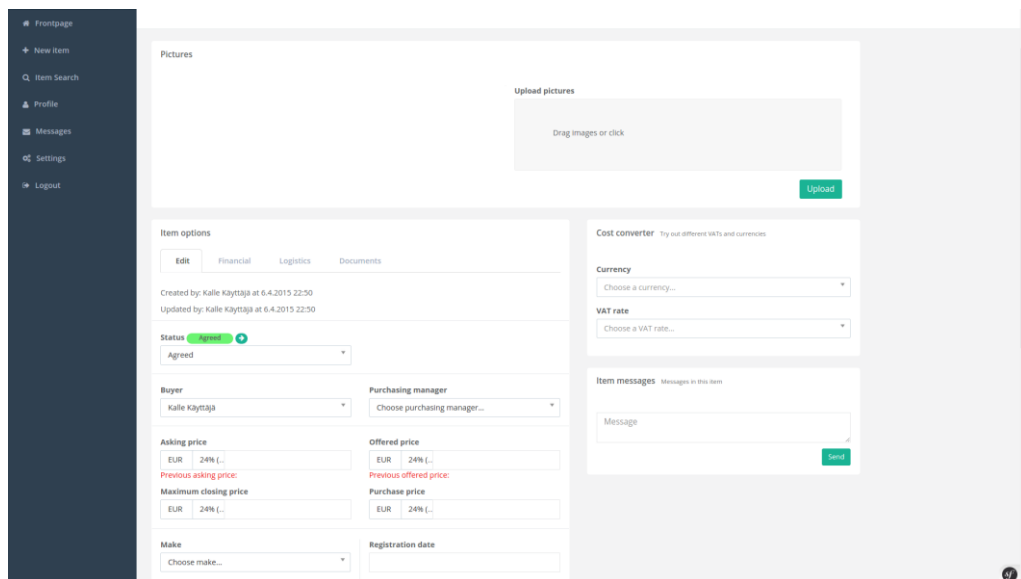 Frontpage
New item
Item Search
Profile
Messages
Settings
Logout
Pictures
Upload pictures
Drag images or click
Upload
Item options
Edit Financial Logistics Documents
Created by: Kalle Käyttäjä at 6.4.2015 22:50
Updated by: Kalle Käyttäjä at 6.4.2015 22:50
Status Agreed
Agreed
Buyer Purchasing manager
Kalle Käyttäjä Choose purchasing manager...
Asking price Offered price
EUR 24% (... EUR 24% (...
Previous asking price: Previous offered price:
Maximum closing price Purchase price
EUR 24% (... EUR 24% (...
Make Registration date
Choose make...
Cost converter Try out different VATs and currencies
Currency
Choose a currency...
VAT rate
Choose a VAT rate...
Item messages Messages in this item
Message
Send
sf